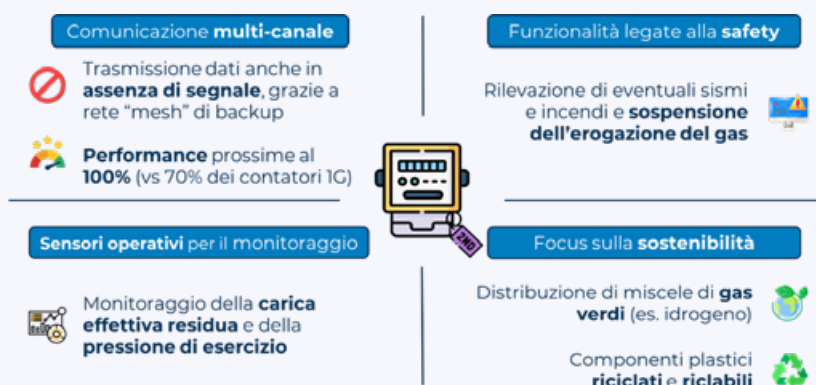 Comunicazione multi-canale
Trasmissione dati anche in
assenza di segnale, grazie a
rete “mesh” di backup
Performance prossime al
100% (vs 70% dei contatori 1G)
Funzionalità legate alla safety
Rilevazione di eventuali sismi
e incendi e sospensione
dell’erogazione del gas
2ND
Sensori operativi per il monitoraggio
Monitoraggio della carica
effettiva residua e della
pressione di esercizio
Focus sulla sostenibilità
Distribuzione di miscele di gas
verdi (es. idrogeno)
Componenti plastici
riciclati e riclabili